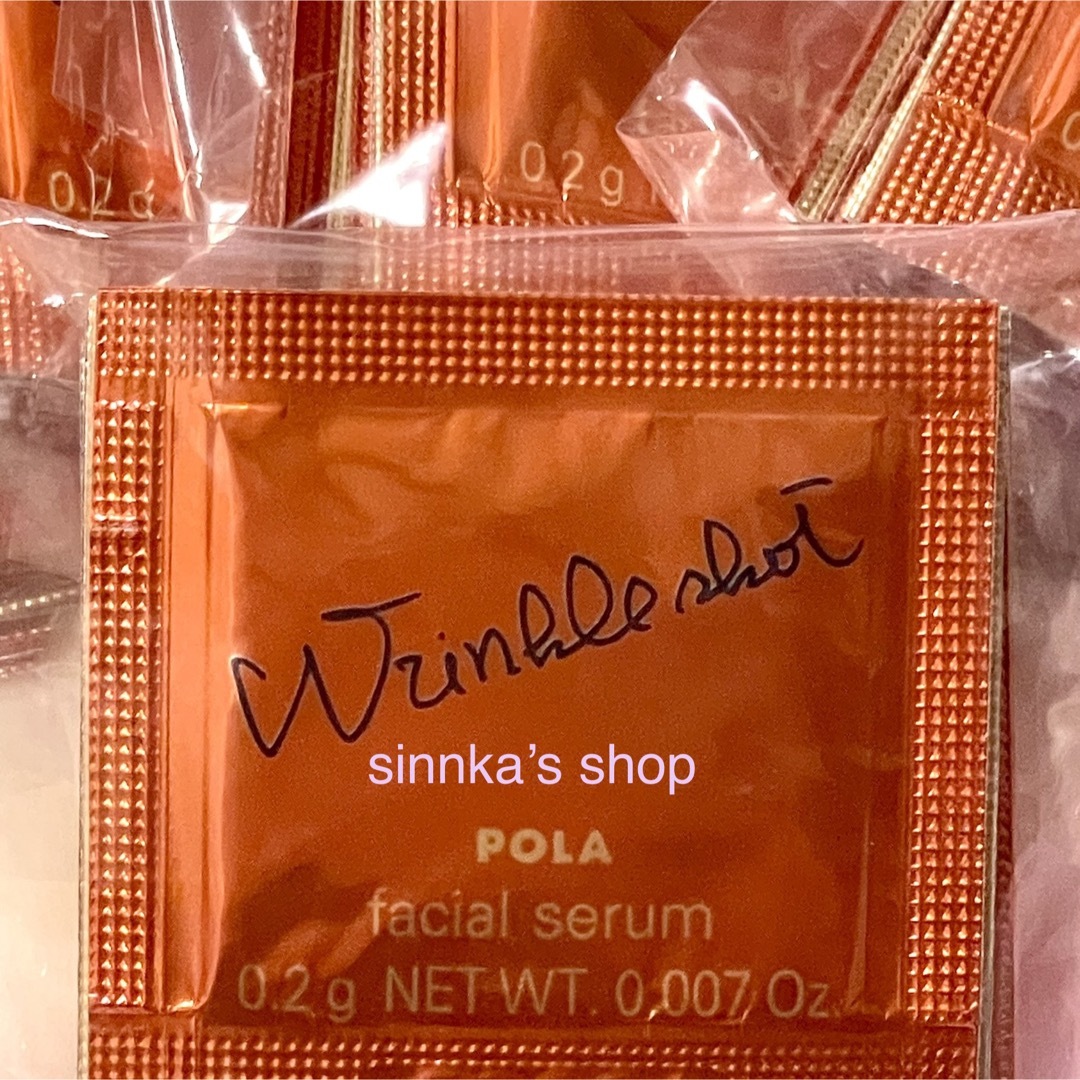 0.2g
0.2g
Wrinkleshot
sinnka's shop
POLA
facial serum
0.2g NET WT. 0.007 Oz.